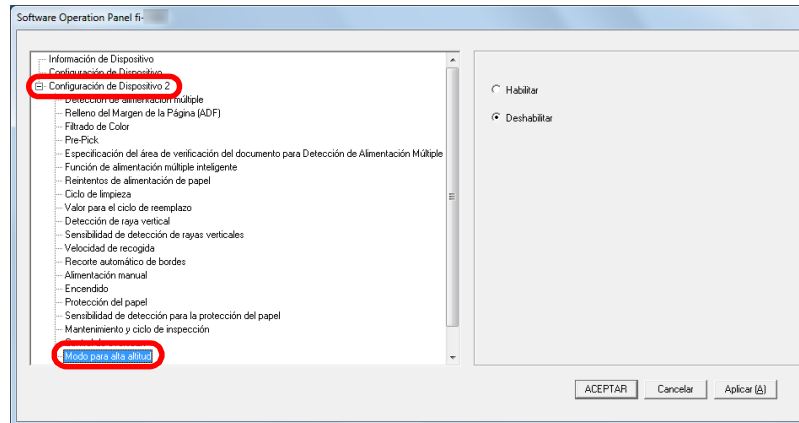 Software Operation Panel fi-
Información de Dispositivo
Configuración de Dispositivo
Configuración de Dispositivo 2
Detección de alimentación múltiple
Relleno del Margen de la Página (ADF)
Filtrado de Color
Pre-Pick
Especificación del área de verificación del documento para Detección de Alimentación Múltiple
Función de alimentación múltiple inteligente
Reintentos de alimentación de papel
Ciclo de limpieza
Valor para el ciclo de reemplazo
Detección de raya vertical
Sensibilidad de detección de rayas verticales
Velocidad de recogida
Recorte automático de bordes
Alimentación manual
Encendido
Protección del papel
Sensibilidad de detección para la protección del papel
Mantenimiento y ciclo de inspección
Modo para alta altitud
Habilitar
Deshabilitar
ACEPTAR
Cancelar
Aplicar (A)